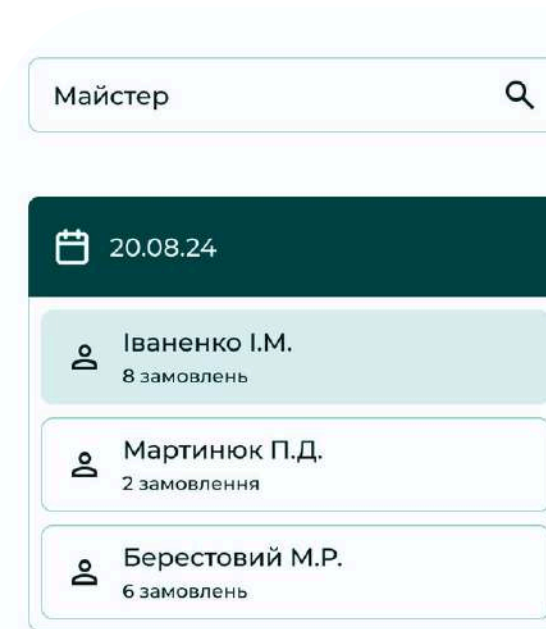 Майстер
20.08.24
Іваненко І.М.
8 замовлень
Мартинюк П.Д.
2 замовлення
Берестовий М.Р.
6 замовлень